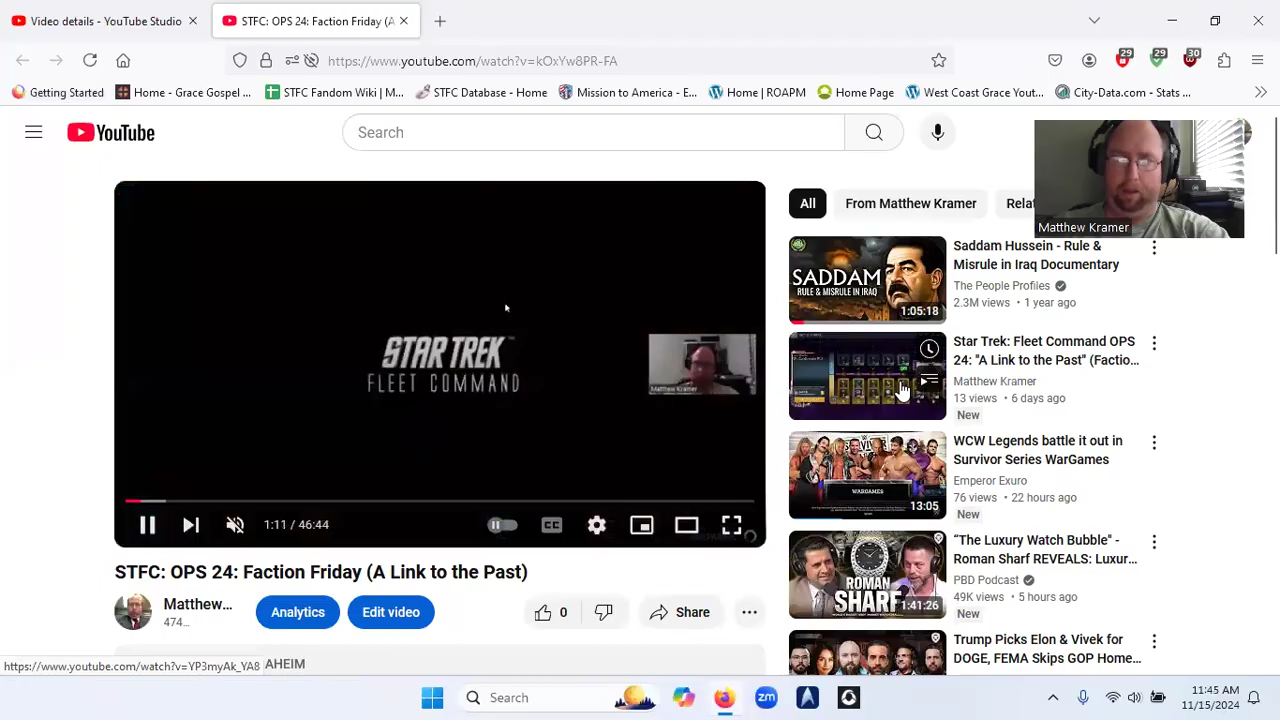 Video details - YouTube Studio
STFC: OPS 24: Faction Friday (A
https://www.youtube.com/watch?v=kOxYw8PR-FA
29
29
30
Getting Started
Home - Grace Gospel ...
STFC Fandom Wiki | M...
STFC Database - Home
Mission to America - E...
Home | ROAPM
Home Page
West Coast Grace Yout...
City-Data.com - Stats ...
YouTube
Search
Matthew Kramer
All
From Matthew Kramer
Relat
STAR TREK
FLEET COMMAND
Matthew Kramer
1:11 / 46:44
SADDAM
RULE & MISRULE IN IRAQ
1:05:18
Saddam Hussein - Rule &
Misrule in Iraq Documentary
The People Profiles
2.3M views • 1 year ago
Star Trek: Fleet Command OPS
24: "A Link to the Past" (Factio...
Matthew Kramer
13 views • 6 days ago
New
WARGAMES
13:05
WCW Legends battle it out in
Survivor Series WarGames
Emperor Exuro
76 views • 22 hours ago
New
ROMAN
SHARF
1:41:26
“The Luxury Watch Bubble" -
Roman Sharf REVEALS: Luxur...
PBD Podcast
49K views • 5 hours ago
New
Trump Picks Elon & Vivek for
DOGE, FEMA Skips GOP Home...
STFC: OPS 24: Faction Friday (A Link to the Past)
Matthew...
474
Analytics
Edit video
0
Share
https://www.youtube.com/watch?v=YP3myAk_YA8
AHEIM
Search
zm
11:45 AM
11/15/2024